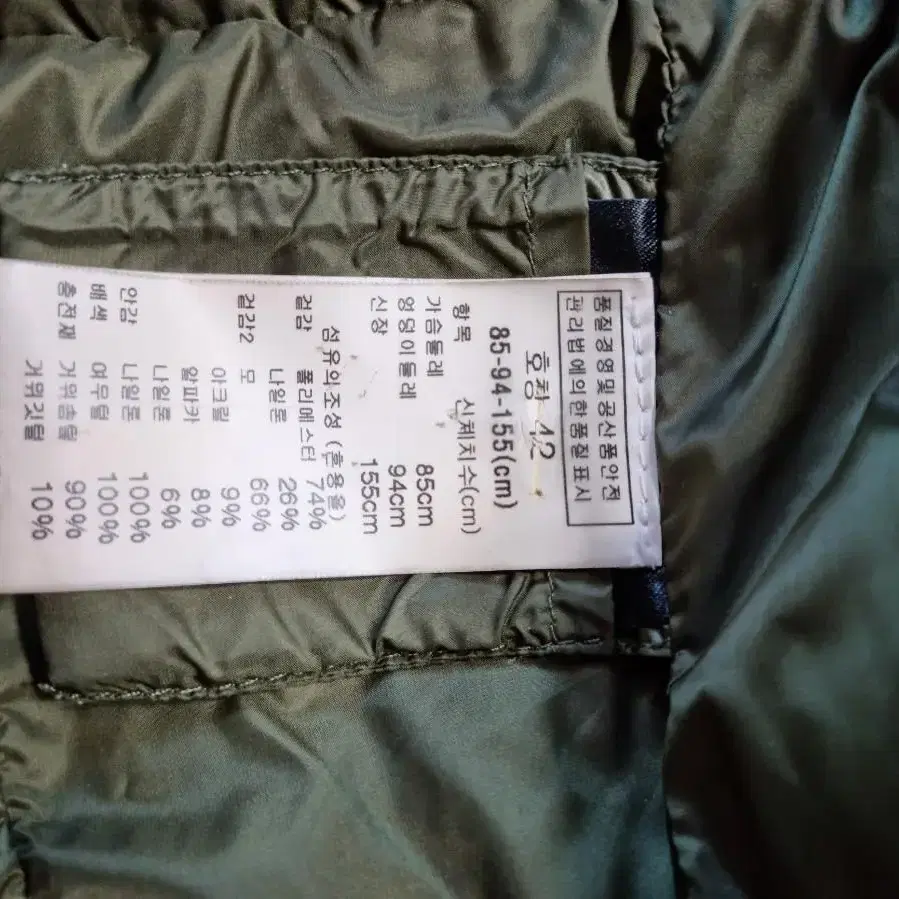 품질경영및공산품안전
관리법에의한품질표시
호칭 42
85-94-155(cm)
항목 신체치수(cm)
가슴둘레 85cm
엉덩이둘레 94cm
신장 155cm
섬유의조성 (혼용율)
겉감 폴리에스터 74%
나일론 26%
겉감2 모 66%
아크릴 9%
알파카 8%
나일론 6%
안감 나일론 100%
배색 여우털 100%
충전재 거위솜털 90%
거위깃털 10%